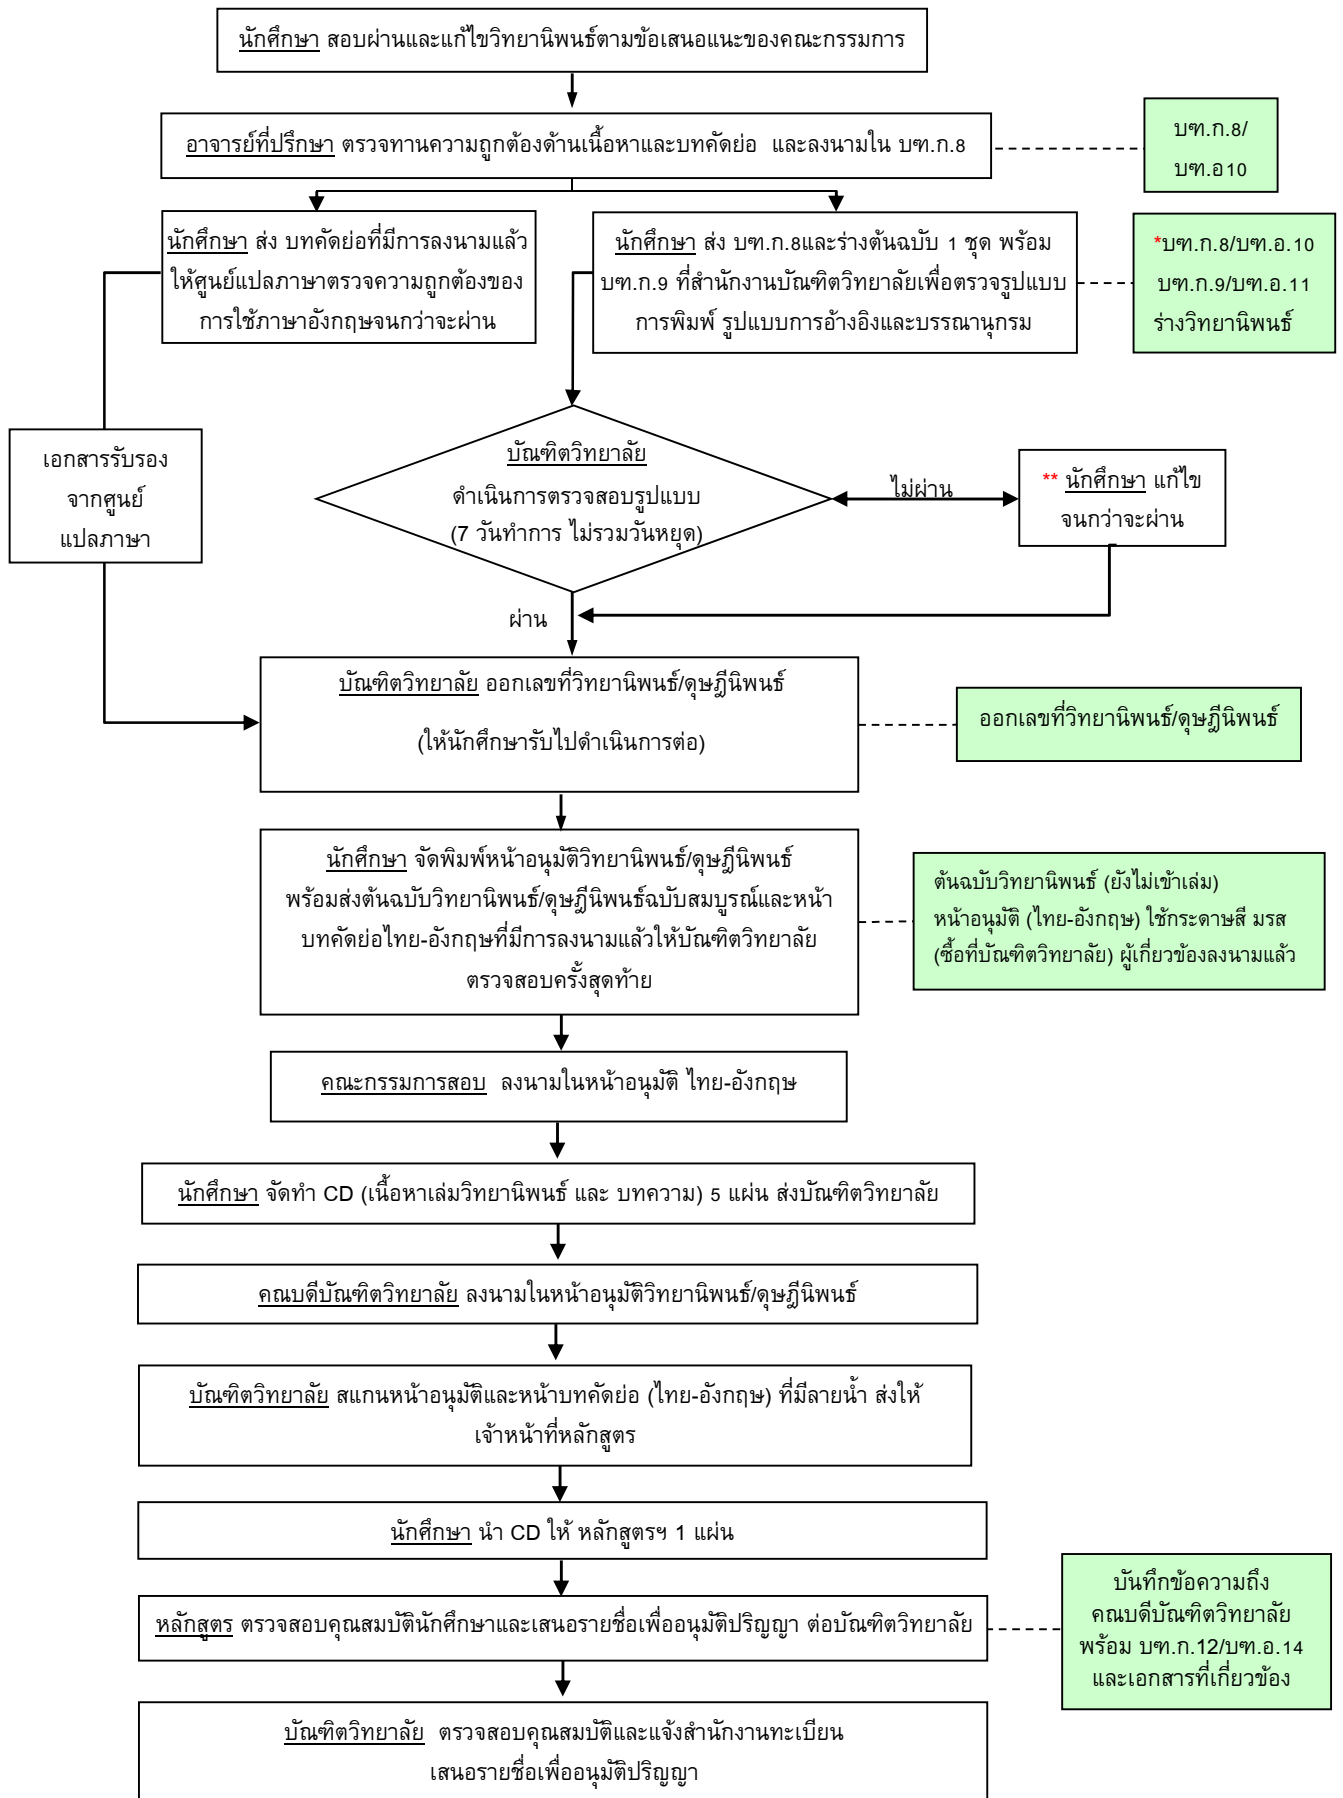 นักศึกษา สอบผ่านและแก้ไขวิทยานิพนธ์ตามข้อเสนอแนะของคณะกรรมการ
อาจารย์ที่ปรึกษา ตรวจทานความถูกต้องด้านเนื้อหาและบทคัดย่อ และลงนามใน บฑ.ก.8
บฑ.ก.8/
บฑ.อ10
นักศึกษา ส่ง บทคัดย่อที่มีการลงนามแล้ว
ให้ศูนย์แปลภาษาตรวจความถูกต้องของ
การใช้ภาษาอังกฤษจนกว่าจะผ่าน
นักศึกษา ส่ง บฑ.ก.8และร่างต้นฉบับ 1 ชุด พร้อม
บฑ.ก.9 ที่สำนักงานบัณฑิตวิทยาลัยเพื่อตรวจรูปแบบ
การพิมพ์ รูปแบบการอ้างอิงและบรรณานุกรม
*บฑ.ก.8/บฑ.อ.10
บฑ.ก.9/บฑ.อ.11
ร่างวิทยานิพนธ์
เอกสารรับรอง
จากศูนย์
แปลภาษา
บัณฑิตวิทยาลัย
ดำเนินการตรวจสอบรูปแบบ
(7 วันทำการ ไม่รวมวันหยุด)
ไม่ผ่าน
** นักศึกษา แก้ไข
จนกว่าจะผ่าน
ผ่าน
บัณฑิตวิทยาลัย ออกเลขที่วิทยานิพนธ์/ดุษฎีนิพนธ์
(ให้นักศึกษารับไปดำเนินการต่อ)
ออกเลขที่วิทยานิพนธ์/ดุษฎีนิพนธ์
นักศึกษา จัดพิมพ์หน้าอนุมัติวิทยานิพนธ์/ดุษฎีนิพนธ์
พร้อมส่งต้นฉบับวิทยานิพนธ์/ดุษฎีนิพนธ์ฉบับสมบูรณ์และหน้า
บทคัดย่อไทย-อังกฤษที่มีการลงนามแล้วให้บัณฑิตวิทยาลัย
ตรวจสอบครั้งสุดท้าย
ต้นฉบับวิทยานิพนธ์ (ยังไม่เข้าเล่ม)
หน้าอนุมัติ (ไทย-อังกฤษ) ใช้กระดาษสี มรส
(ซื้อที่บัณฑิตวิทยาลัย) ผู้เกี่ยวข้องลงนามแล้ว
คณะกรรมการสอบ ลงนามในหน้าอนุมัติ ไทย-อังกฤษ
นักศึกษา จัดทำ CD (เนื้อหาเล่มวิทยานิพนธ์ และ บทความ) 5 แผ่น ส่งบัณฑิตวิทยาลัย
คณบดีบัณฑิตวิทยาลัย ลงนามในหน้าอนุมัติวิทยานิพนธ์/ดุษฎีนิพนธ์
บัณฑิตวิทยาลัย สแกนหน้าอนุมัติและหน้าบทคัดย่อ (ไทย-อังกฤษ) ที่มีลายน้ำ ส่งให้
เจ้าหน้าที่หลักสูตร
นักศึกษา นำ CD ให้ หลักสูตรฯ 1 แผ่น
หลักสูตร ตรวจสอบคุณสมบัตินักศึกษาและเสนอรายชื่อเพื่ออนุมัติปริญญา ต่อบัณฑิตวิทยาลัย
บันทึกข้อความถึง
คณบดีบัณฑิตวิทยาลัย
พร้อม บฑ.ก.12/บฑ.อ.14
และเอกสารที่เกี่ยวข้อง
บัณฑิตวิทยาลัย ตรวจสอบคุณสมบัติและแจ้งสำนักงานทะเบียน
เสนอรายชื่อเพื่ออนุมัติปริญญา